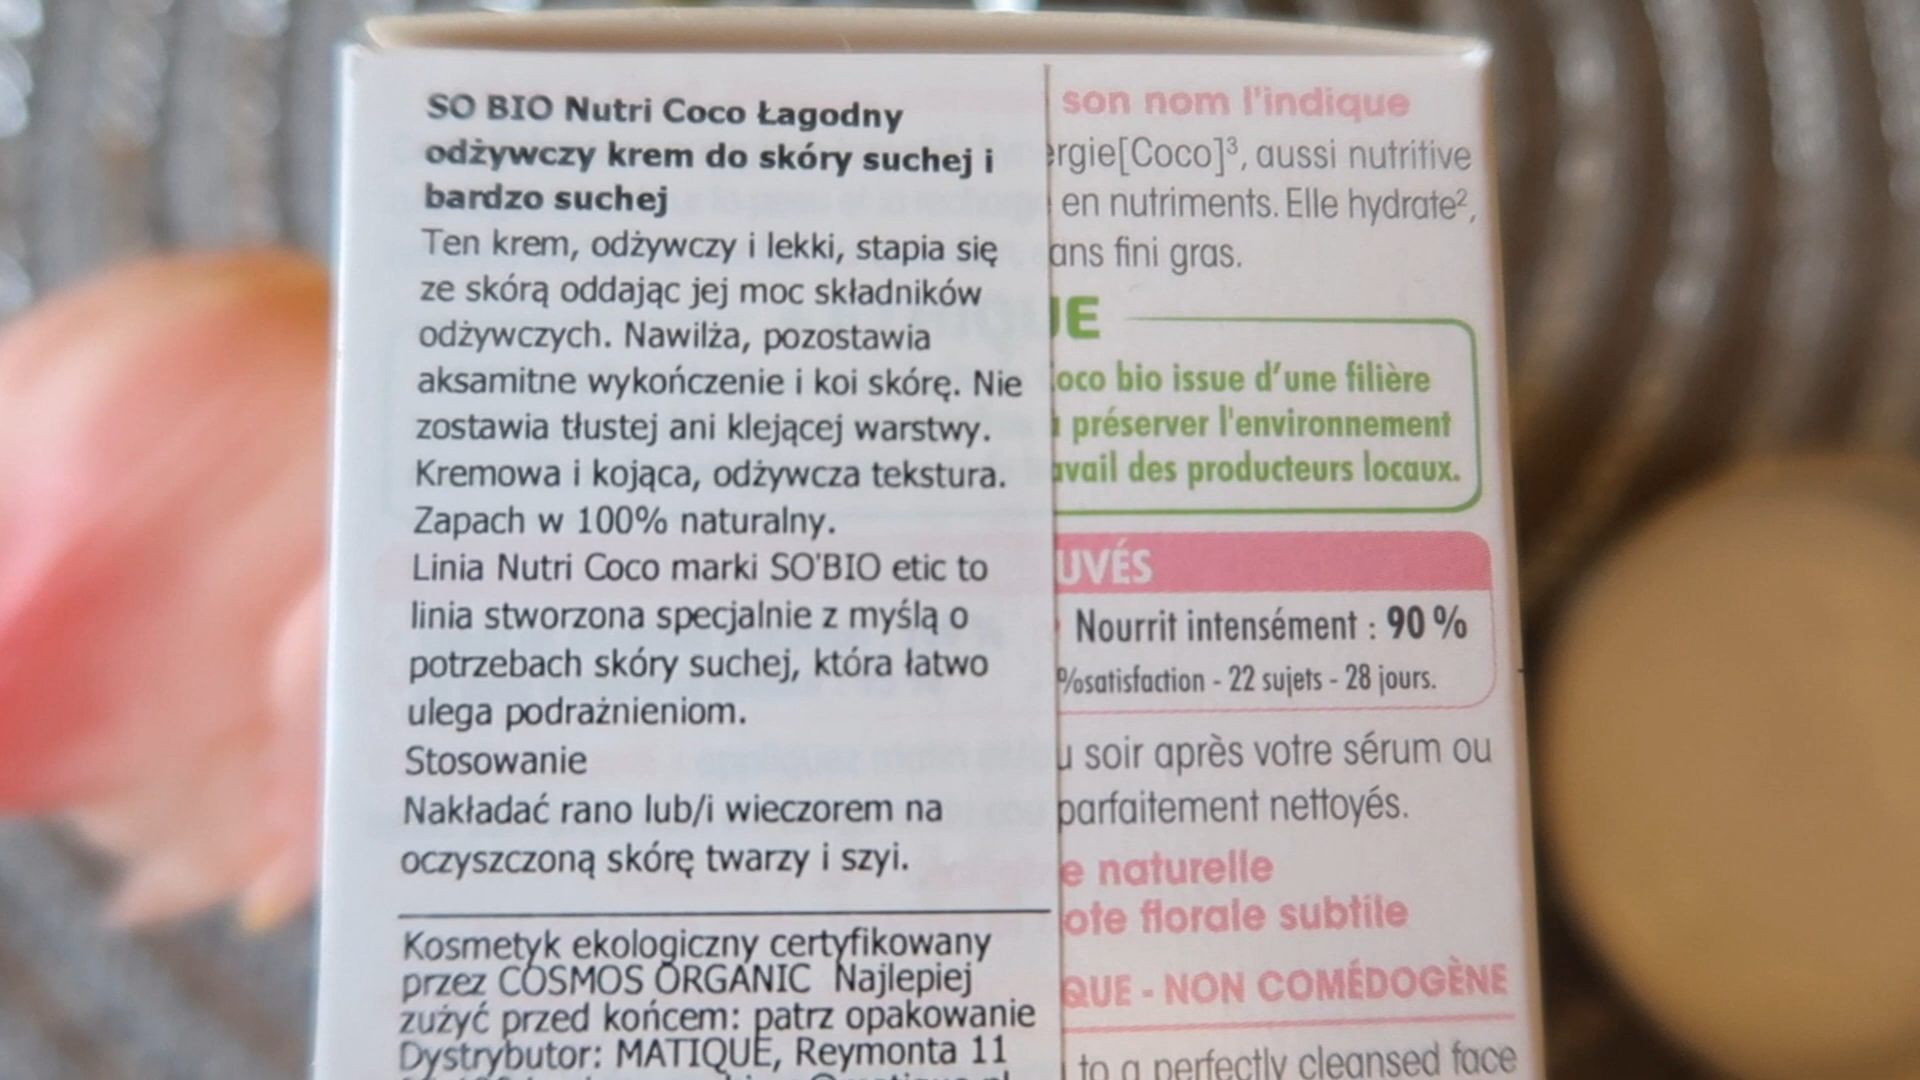 SO BIO Nutri Coco Łagodny
odżywczy krem do skóry suchej i
bardzo suchej
Ten krem, odżywczy i lekki, stapia się
ze skórą oddając jej moc składników
odżywczych. Nawilża, pozostawia
aksamitne wykończenie i koi skórę. Nie
zostawia tłustej ani klejącej warstwy.
Kremowa i kojąca, odżywcza tekstura.
Zapach w 100% naturalny.
Linia Nutri Coco marki SO'BIO etic to
linia stworzona specjalnie z myślą o
potrzebach skóry suchej, która łatwo
ulega podrażnieniom.
Stosowanie
Nakładać rano lub/i wieczorem na
oczyszczoną skórę twarzy i szyi.
Kosmetyk ekologiczny certyfikowany
przez COSMOS ORGANIC Najlepiej
zużyć przed końcem: patrz opakowanie
Dystrybutor: MATIQUE, Reymonta 11
son nom l'indique
ergie[Coco]³, aussi nutritive
en nutriments. Elle hydrate²,
ans fini gras.
UE
oco bio issue d'une filière
à préserver l'environnement
avail des producteurs locaux.
UVÉS
Nourrit intensément : 90 %
%satisfaction - 22 sujets - 28 jours.
u soir après votre sérum ou
parfaitement nettoyés.
e naturelle
ote florale subtile
QUE - NON COMÉDOGÈNE
to a perfectly cleansed face